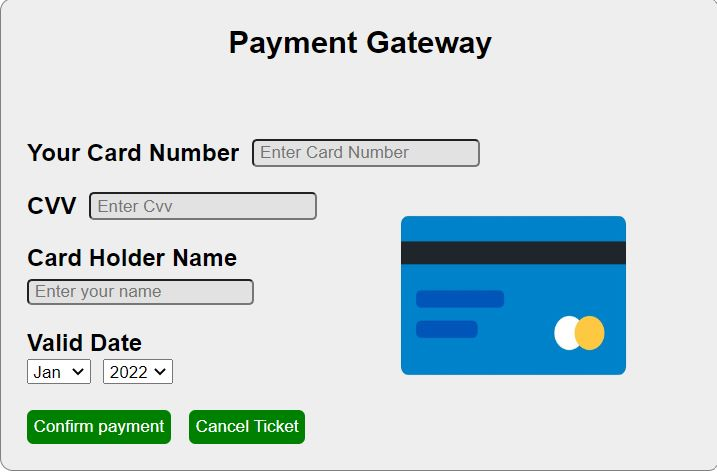 Payment Gateway
Your Card Number Enter Card Number
CVV Enter Cvv
Card Holder Name
Enter your name
Valid Date
Jan 2022
Confirm payment Cancel Ticket